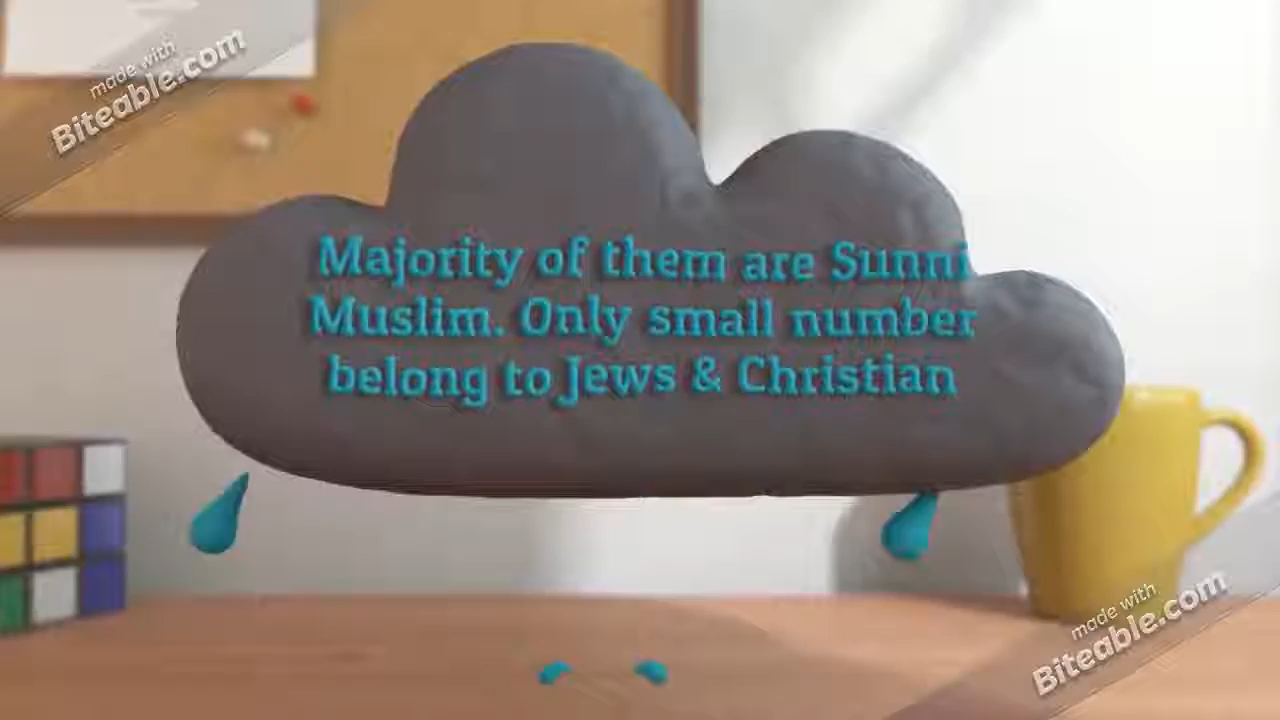 made with
Biteable.com
Majority of them are Sunni
Muslim. Only small number
belong to Jews & Christian
made with
Biteable.com